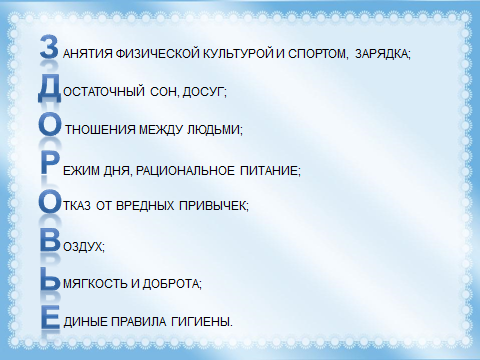 ЗАНЯТИЯ ФИЗИЧЕСКОЙ КУЛЬТУРОЙ И СПОРТОМ, ЗАРЯДКА;
ДОСТАТОЧНЫЙ СОН, ДОСУГ;
ОТНОШЕНИЯ МЕЖДУ ЛЮДЬМИ;
РЕЖИМ ДНЯ, РАЦИОНАЛЬНОЕ ПИТАНИЕ;
ОТКАЗ ОТ ВРЕДНЫХ ПРИВЫЧЕК;
ВОЗДУХ;
Ь МЯГКОСТЬ И ДОБРОТА;
ЕДИНЫЕ ПРАВИЛА ГИГИЕНЫ.